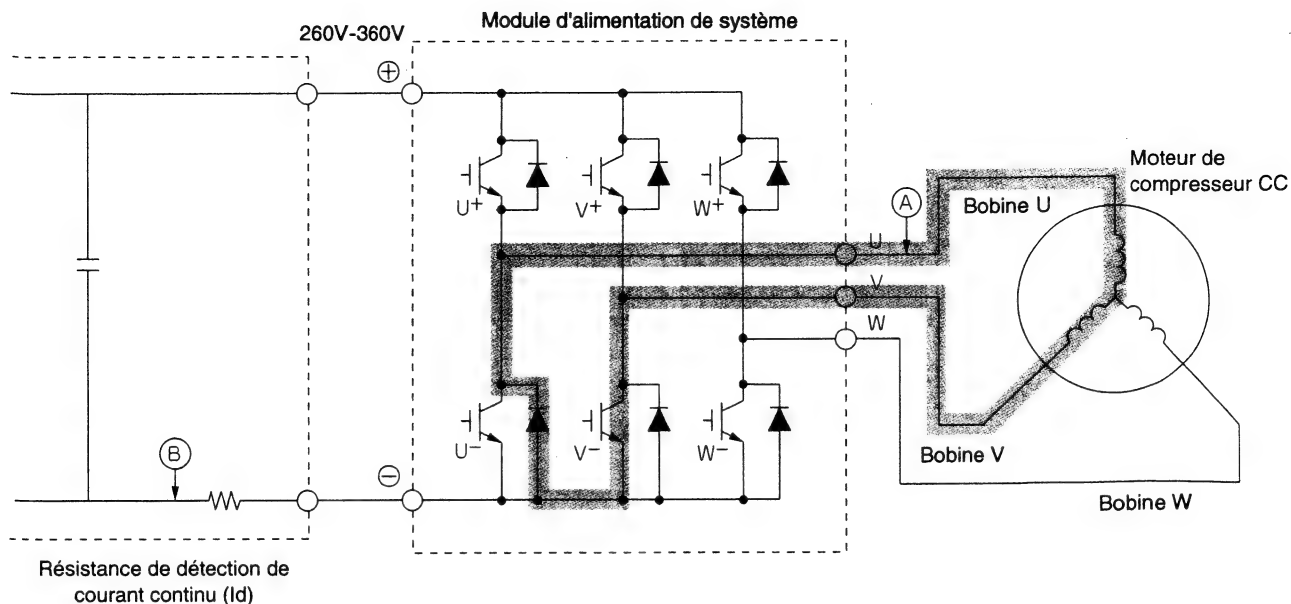 Module d'alimentation de système
260V-360V
⊕
Moteur de
compresseur CC
U+
V+
W+
A
Bobine U
U
V
W
U−
V−
W−
B
⊖
Bobine V
Bobine W
Résistance de détection de
courant continu (Id)